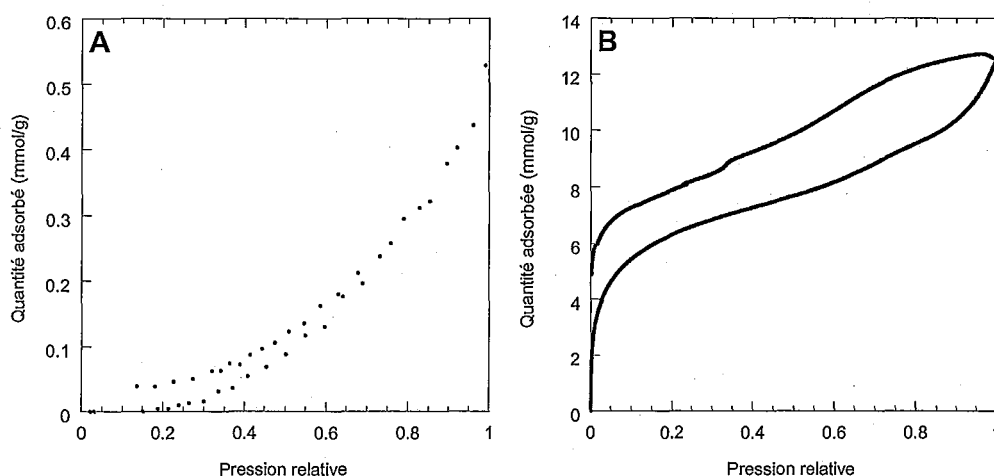 A
Quantité adsorbé (mmol/g)
0.6
0.5
0.4
0.3
0.2
0.1
0
0 0.2 0.4 0.6 0.8 1
Pression relative
B
Quantité adsorbée (mmol/g)
14
12
10
8
6
4
2
0
0 0.2 0.4 0.6 0.8
Pression relative